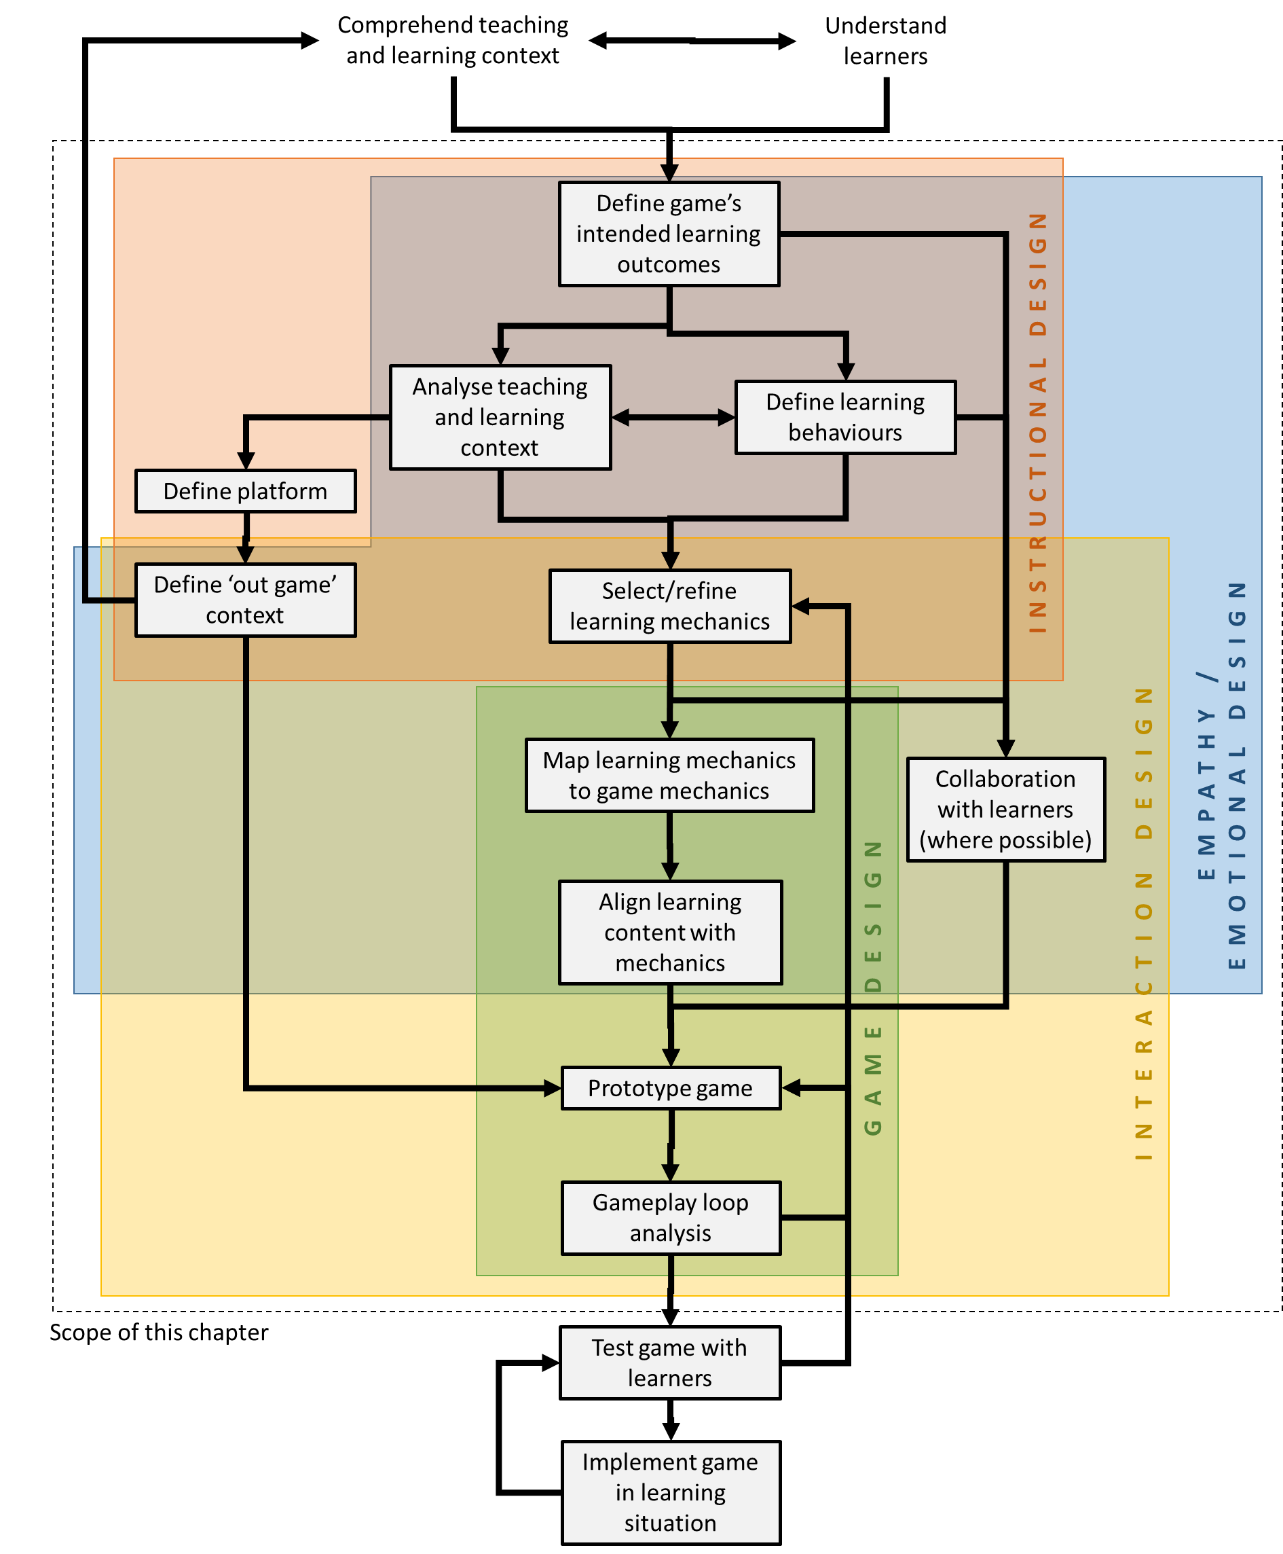 Comprehend teaching
and learning context
Understand
learners
Define game’s
intended learning
outcomes
INSTRUCTIONAL DESIGN
Analyse teaching
and learning
context
Define learning
behaviours
Define platform
Define ‘out game’
context
Select/refine
learning mechanics
EMPATHY /
EMOTIONAL DESIGN
INTERACTION DESIGN
Map learning mechanics
to game mechanics
Collaboration
with learners
(where possible)
GAME DESIGN
Align learning
content with
mechanics
Prototype game
Gameplay loop
analysis
Scope of this chapter
Test game with
learners
Implement game
in learning
situation